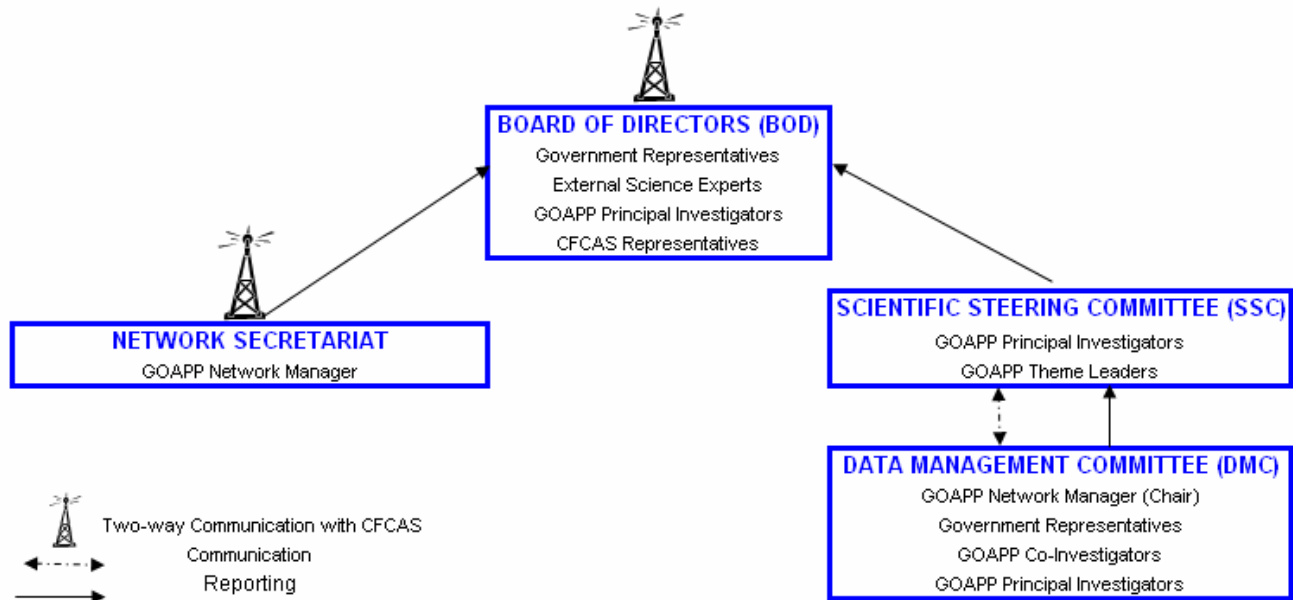 BOARD OF DIRECTORS (BOD)
Government Representatives
External Science Experts
GOAPP Principal Investigators
CFCAS Representatives
NETWORK SECRETARIAT
GOAPP Network Manager
SCIENTIFIC STEERING COMMITTEE (SSC)
GOAPP Principal Investigators
GOAPP Theme Leaders
DATA MANAGEMENT COMMITTEE (DMC)
GOAPP Network Manager (Chair)
Government Representatives
GOAPP Co-Investigators
GOAPP Principal Investigators
Two-way Communication with CFCAS
Communication
Reporting